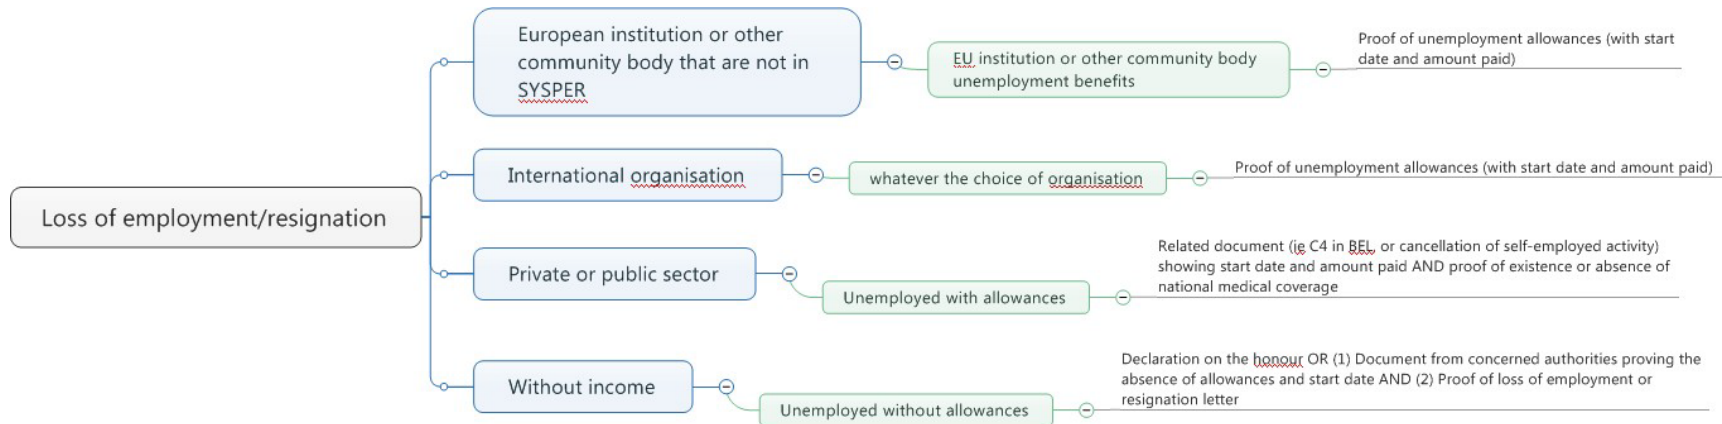 Loss of employment/resignation
European institution or other
community body that are not in
SYSPER
EU institution or other community body
unemployment benefits
Proof of unemployment allowances (with start
date and amount paid)
International organisation
whatever the choice of organisation
Proof of unemployment allowances (with start date and amount paid)
Private or public sector
Unemployed with allowances
Related document (ie C4 in BEL, or cancellation of self-employed activity)
showing start date and amount paid AND proof of existence or absence of
national medical coverage
Without income
Unemployed without allowances
Declaration on the honour OR (1) Document from concerned authorities proving the
absence of allowances and start date AND (2) Proof of loss of employment or
resignation letter